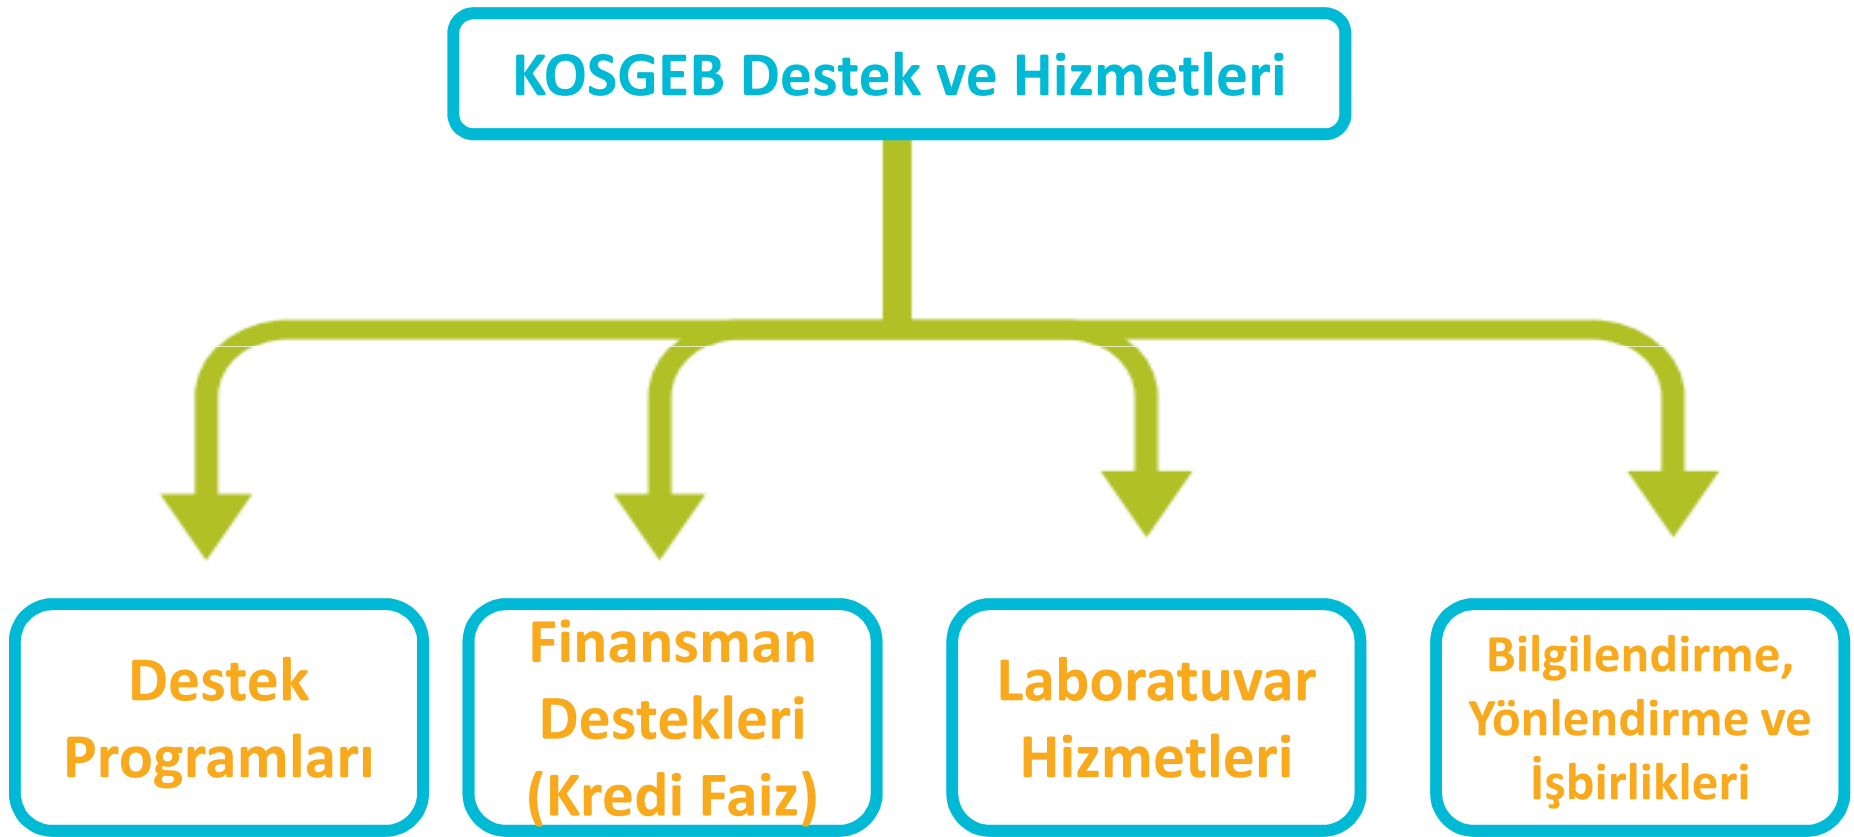 KOSGEB Destek ve Hizmetleri
Destek
Programları
Finansman
Destekleri
(Kredi Faiz)
Laboratuvar
Hizmetleri
Bilgilendirme,
Yönlendirme ve
İşbirlikleri